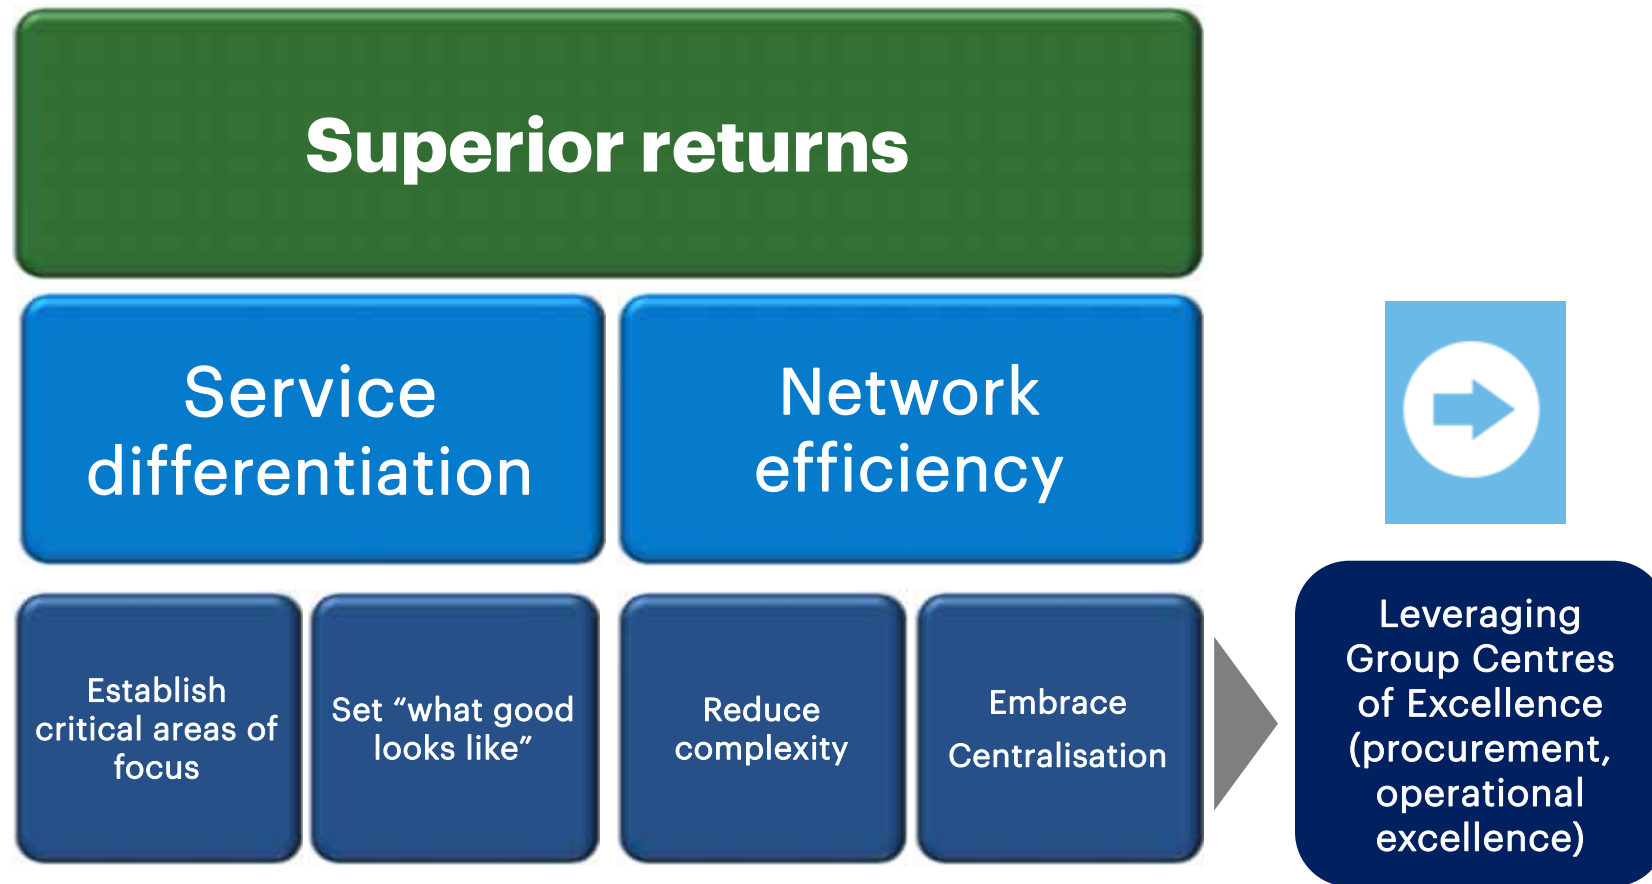 Superior returns
Service
differentiation
Network
efficiency
Establish
critical areas of
focus
Set “what good
looks like”
Reduce
complexity
Embrace
Centralisation
Leveraging
Group Centres
of Excellence
(procurement,
operational
excellence)